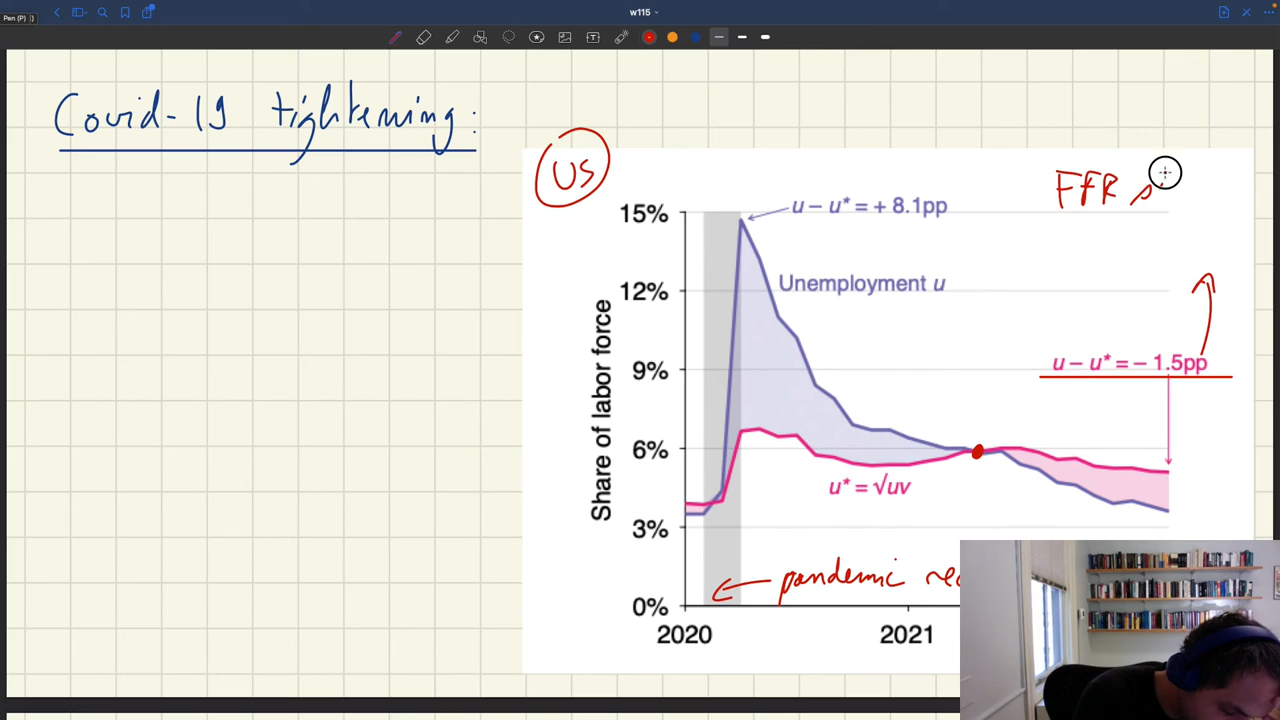 Pen (P)
w115
Covid-19 tightening:
US
FFR
15%
u – u* = + 8.1pp
Unemployment u
12%
9%
u – u* = – 1.5pp
6%
u* = √uv
3%
pandemic
0%
2020
2021
Share of labor force